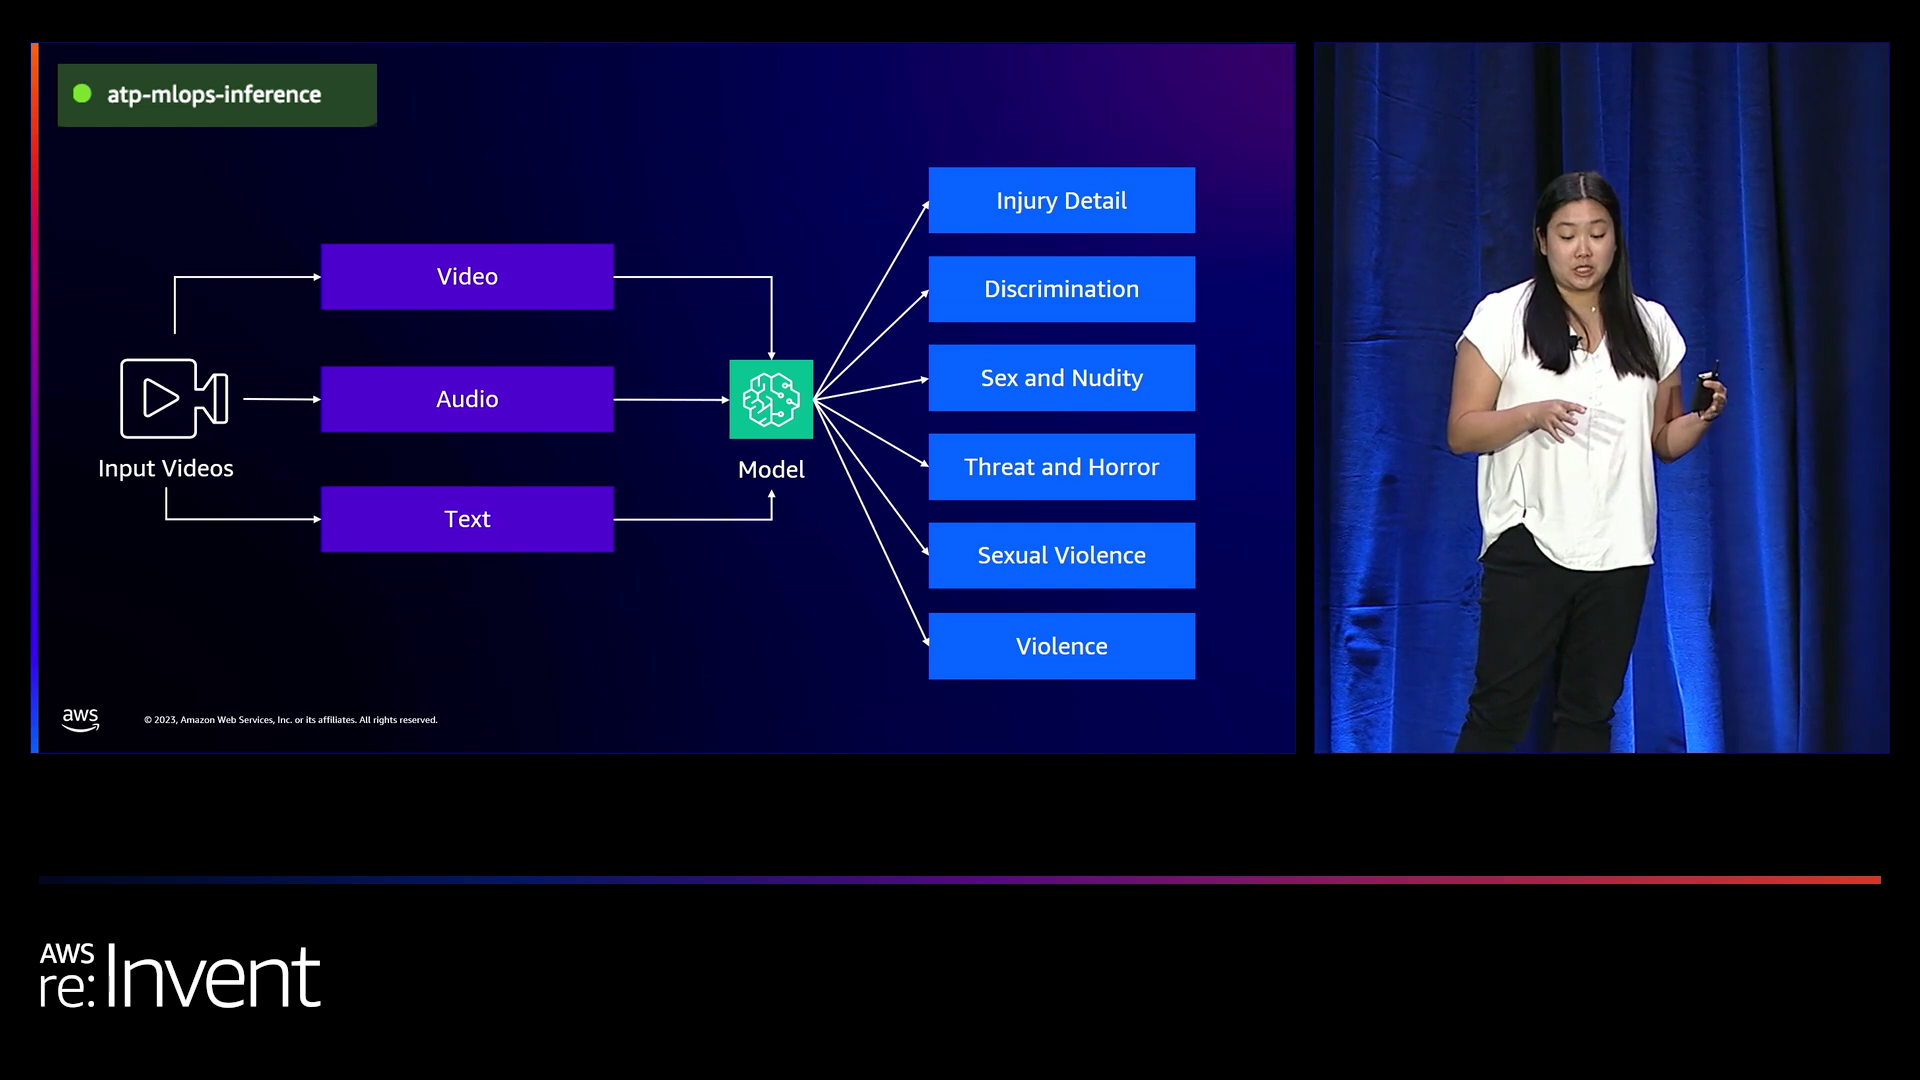 atp-mlops-inference
Injury Detail
Video
Discrimination
Audio
Sex and Nudity
Input Videos
Model
Threat and Horror
Text
Sexual Violence
Violence
aws
© 2023, Amazon Web Services, Inc. or its affiliates. All rights reserved.
AWS
re:Invent